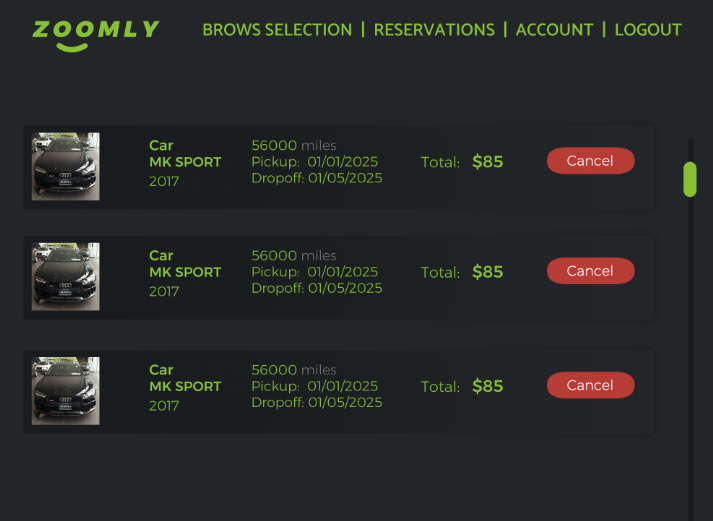 ZOOMLY
BROWS SELECTION | RESERVATIONS | ACCOUNT | LOGOUT
Car
MK SPORT
2017
56000 miles
Pickup: 01/01/2025
Dropoff: 01/05/2025
Total: $85
Cancel
Car
MK SPORT
2017
56000 miles
Pickup: 01/01/2025
Dropoff: 01/05/2025
Total: $85
Cancel
Car
MK SPORT
2017
56000 miles
Pickup: 01/01/2025
Dropoff: 01/05/2025
Total: $85
Cancel